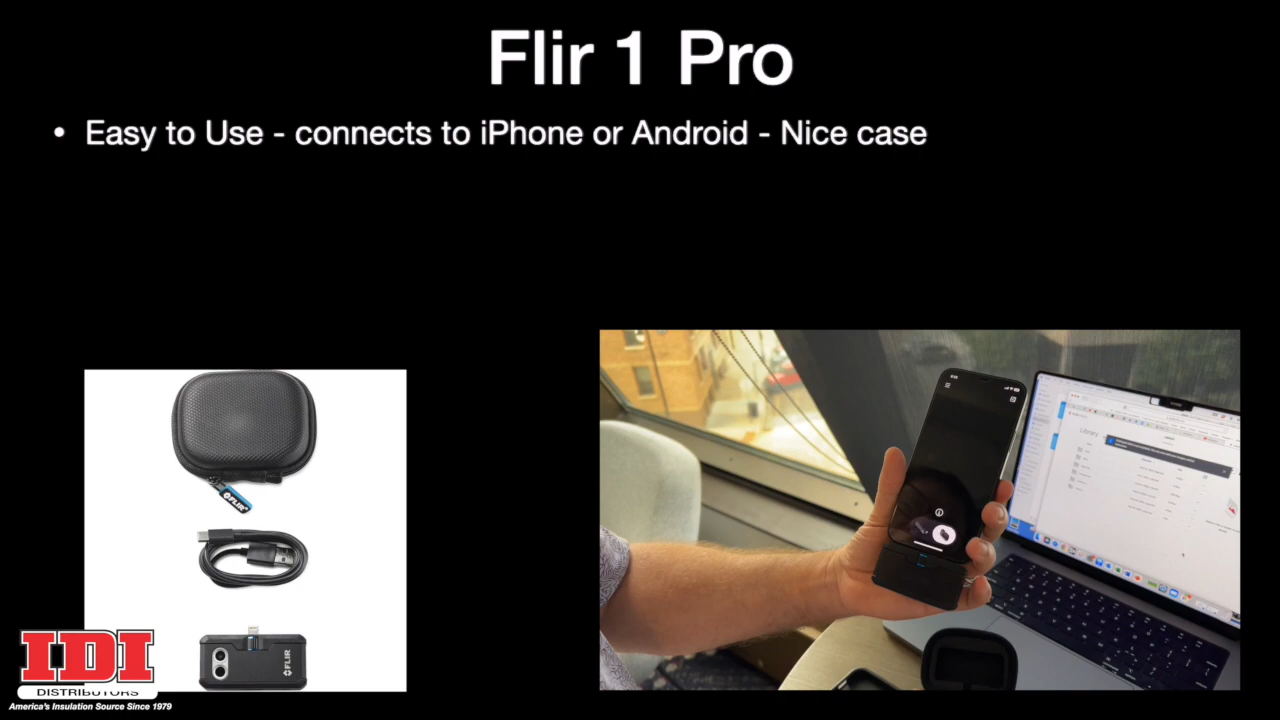 Flir 1 Pro
• Easy to Use - connects to iPhone or Android - Nice case
FLIR
FLIR
Library
IDI
DISTRIBUTORS
America's Insulation Source Since 1979